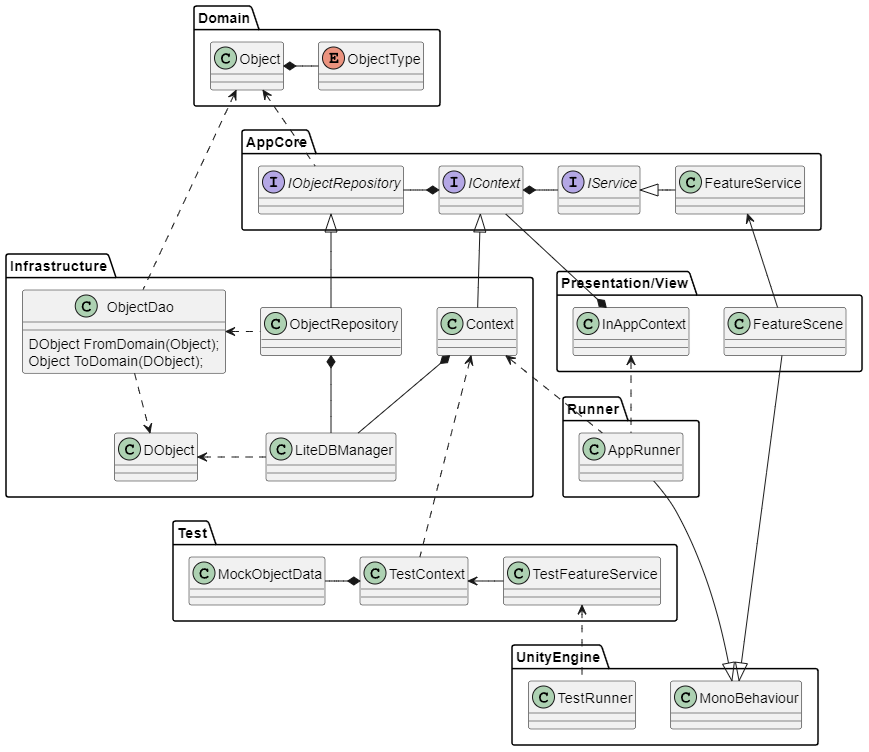 Domain
C Object
E ObjectType
AppCore
I IObjectRepository
I IContext
I IService
C FeatureService
Infrastructure
C ObjectDao
DObject FromDomain(Object);
Object ToDomain(DObject);
C ObjectRepository
C Context
Presentation/View
C InAppContext
C FeatureScene
C DObject
C LiteDBManager
Runner
C AppRunner
Test
C MockObjectData
C TestContext
C TestFeatureService
UnityEngine
C TestRunner
C MonoBehaviour